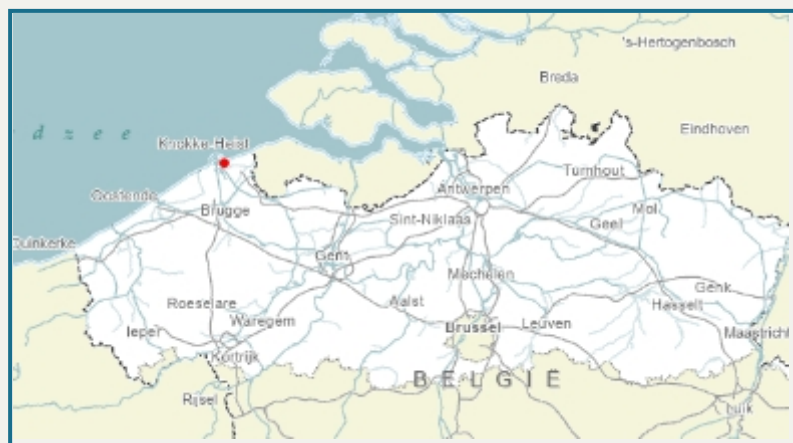 's-Hertogenbosch
Breda
Eindhoven
dzee
Knokke-Heist
Turnhout
Antwerpen
Oostende
Brugge
Sint-Niklaas
Mol
Geel
Duinkerke
Gent
Mechelen
Genk
Roeselare
Aalst
Hasselt
Ieper
Waregem
Brussel
Leuven
Maastricht
Kortrijk
BELGIË
Rijsel
Luik